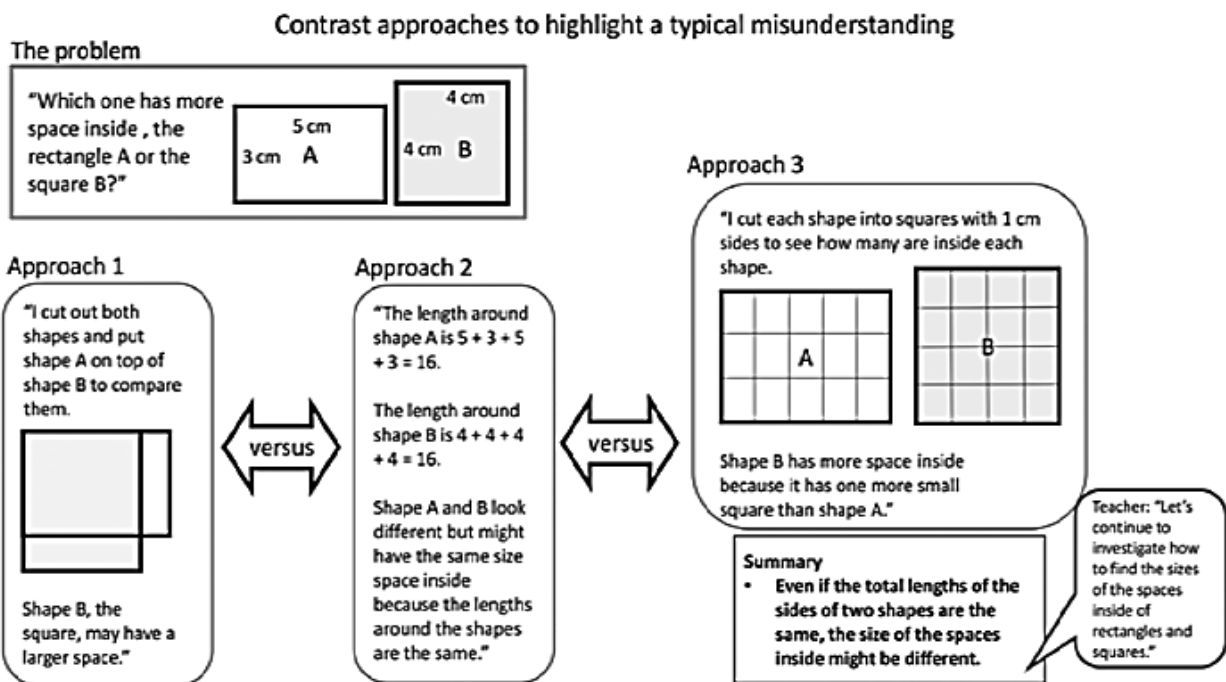 Contrast approaches to highlight a typical misunderstanding
The problem
"Which one has more
space inside , the
rectangle A or the
square B?"
5 cm
3 cm A
4 cm
4 cm B
Approach 1
"I cut out both
shapes and put
shape A on top of
shape B to compare
them.
Shape B, the
square, may have a
larger space."
versus
Approach 2
"The length around
shape A is 5 + 3 + 5
+ 3 = 16.
The length around
shape B is 4 + 4 + 4
+ 4 = 16.
Shape A and B look
different but might
have the same size
space inside
because the lengths
around the shapes
are the same."
versus
Approach 3
"I cut each shape into squares with 1 cm
sides to see how many are inside each
shape.
A
B
Shape B has more space inside
because it has one more small
square than shape A."
Summary
• Even if the total lengths of the
sides of two shapes are the
same, the size of the spaces
inside might be different.
Teacher: "Let's
continue to
investigate how
to find the sizes
of the spaces
inside of
rectangles and
squares."